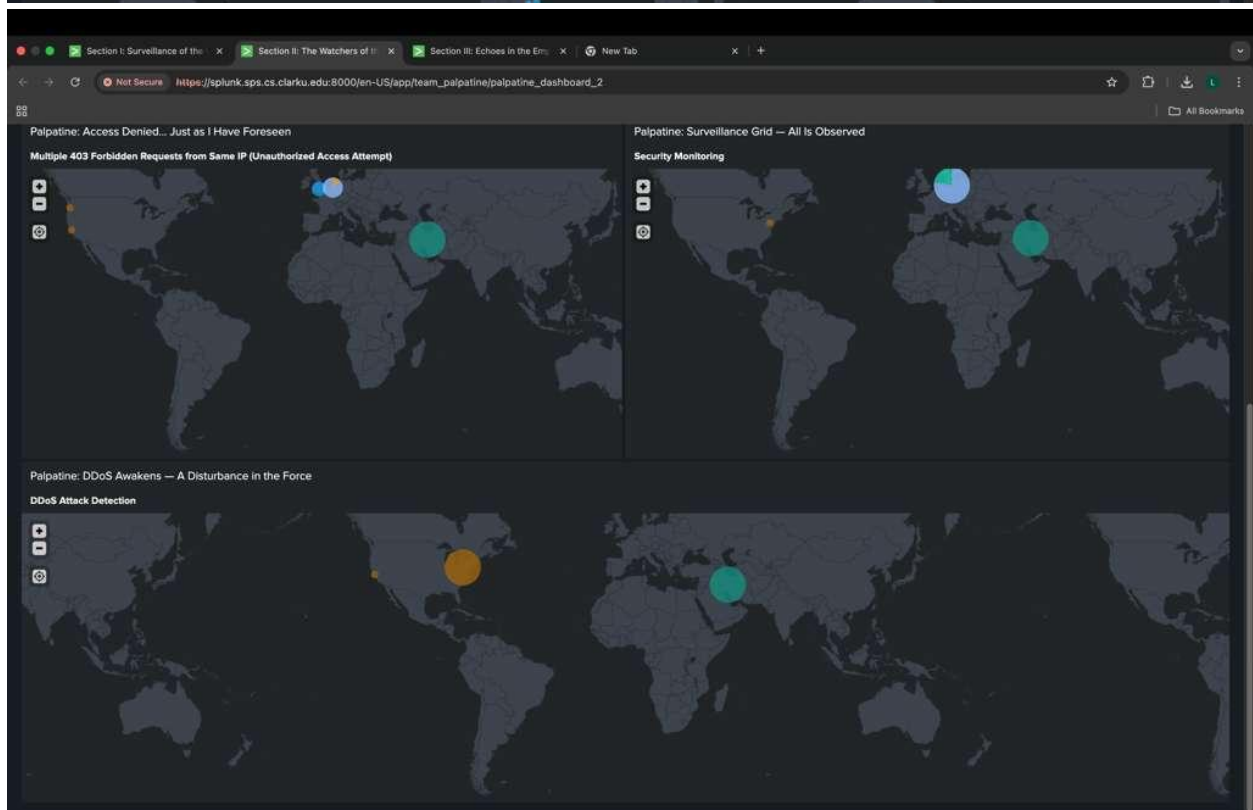 Section I: Surveillance of the
Section II: The Watchers of th
Section III: Echoes in the Emp
New Tab
Not Secure https://splunk.sps.cs.clarku.edu:8000/en-US/app/team_palpatine/palpatine_dashboard_2
L
All Bookmarks
Palpatine: Access Denied... Just as I Have Foreseen
Multiple 403 Forbidden Requests from Same IP (Unauthorized Access Attempt)
Palpatine: Surveillance Grid — All Is Observed
Security Monitoring
Palpatine: DDoS Awakens — A Disturbance in the Force
DDoS Attack Detection